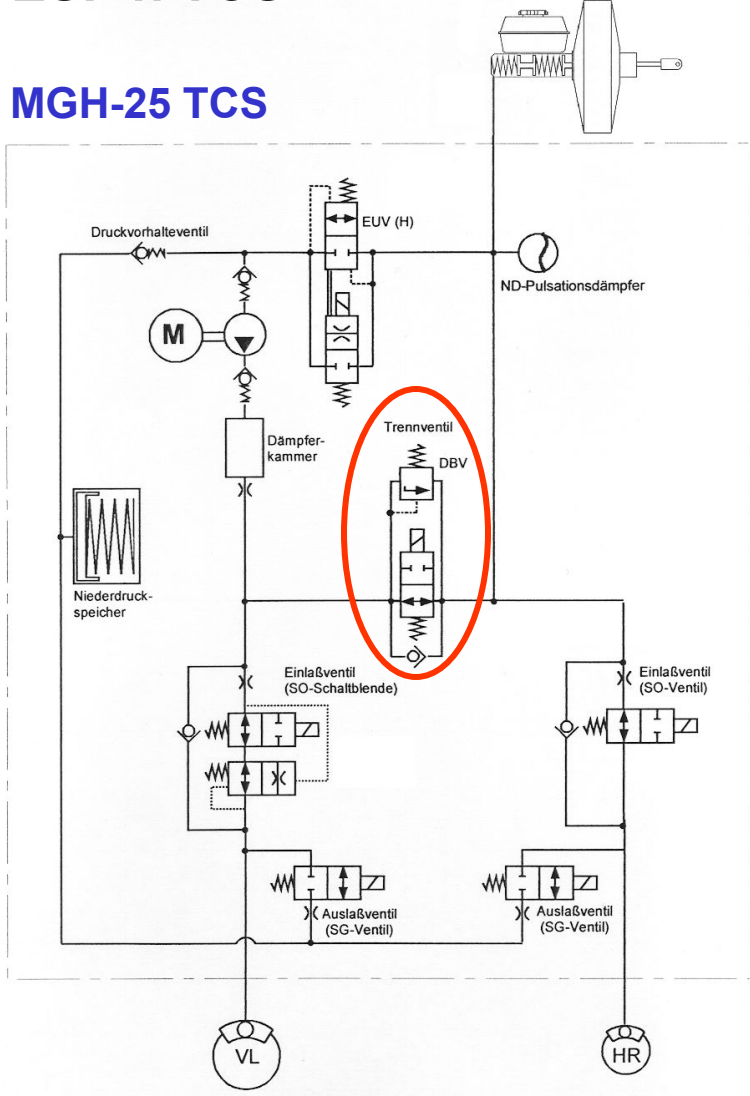 MGH-25 TCS
EUV (H)
Druckvorhalteventil
ND-Pulsationsdämpfer
M
Trennventil
DBV
Dämpfer-
kammer
Niederdruck-
speicher
Einlaßventil
(SO-Schaltblende)
Einlaßventil
(SO-Ventil)
Auslaßventil
(SG-Ventil)
Auslaßventil
(SG-Ventil)
VL
HR